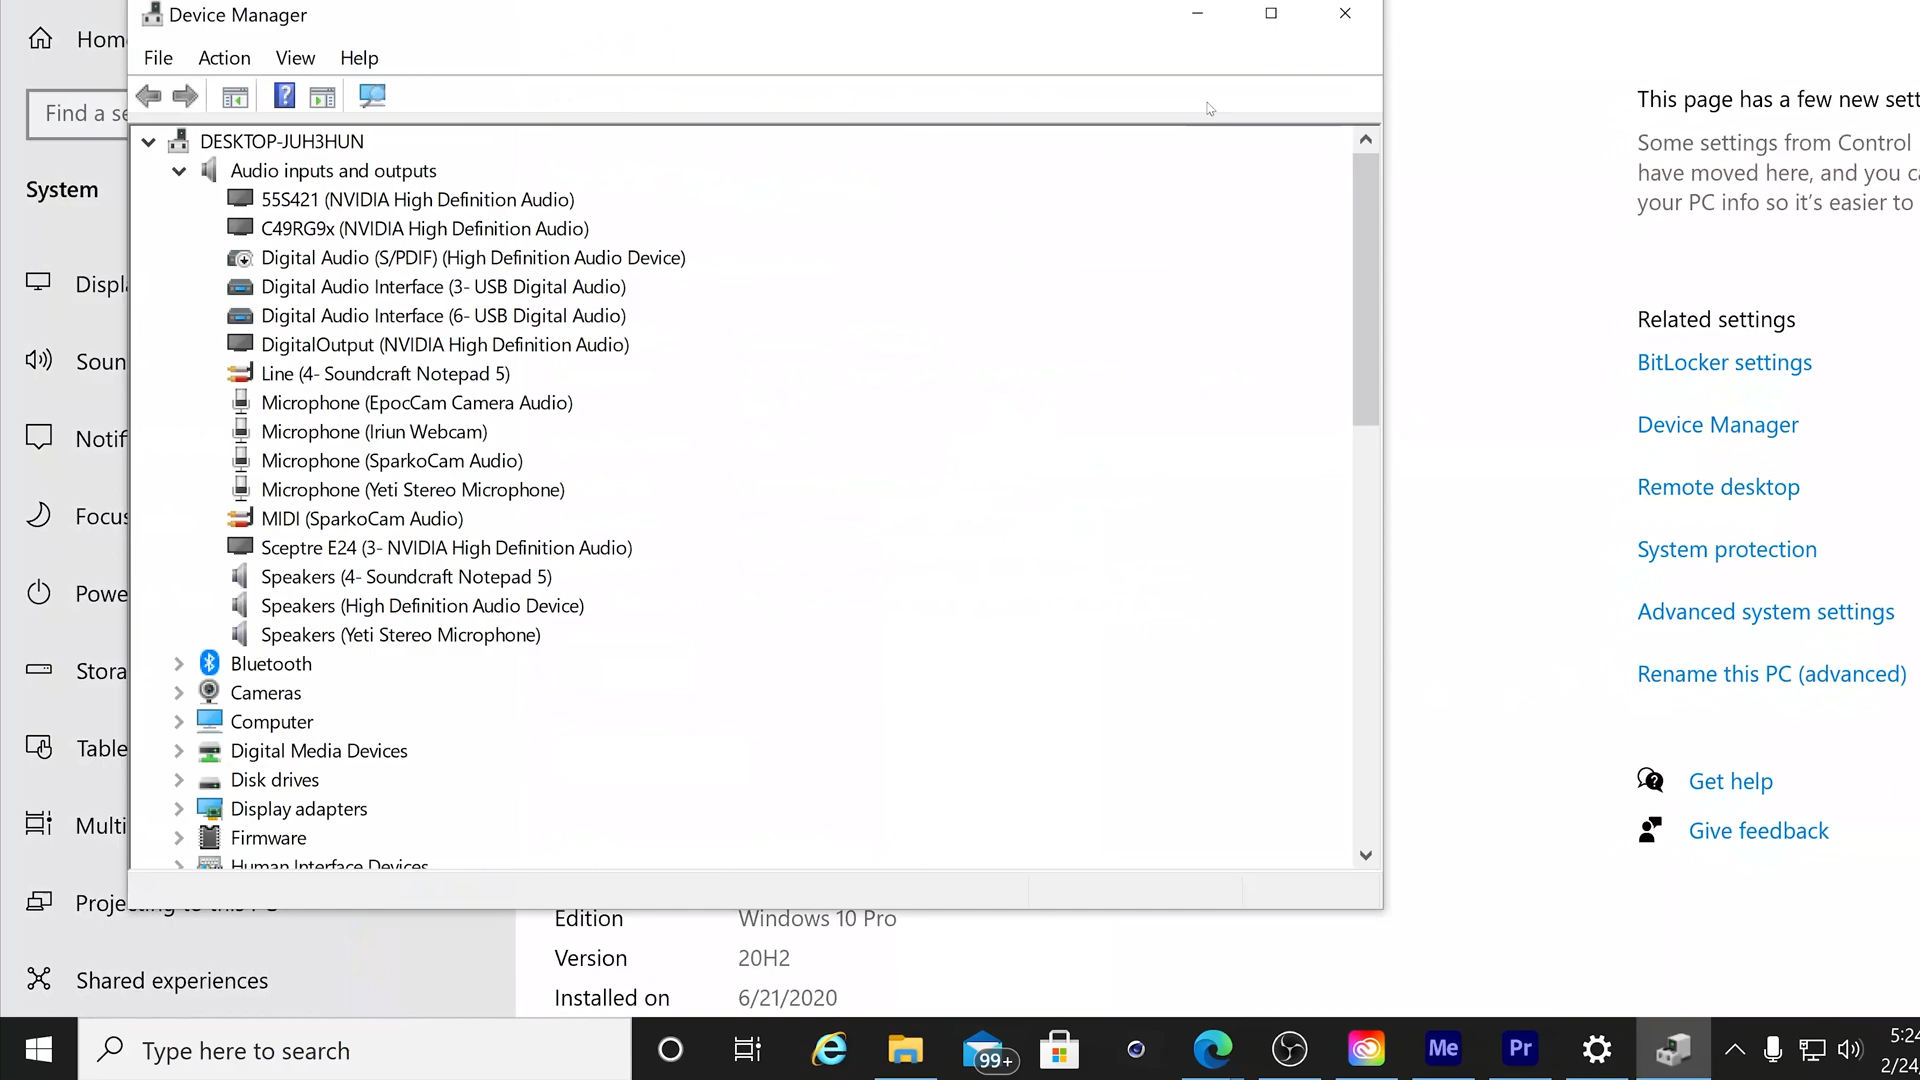 Device Manager
File Action View Help
DESKTOP-JUH3HUN
Audio inputs and outputs
55S421 (NVIDIA High Definition Audio)
C49RG9x (NVIDIA High Definition Audio)
Digital Audio (S/PDIF) (High Definition Audio Device)
Digital Audio Interface (3- USB Digital Audio)
Digital Audio Interface (6- USB Digital Audio)
DigitalOutput (NVIDIA High Definition Audio)
Line (4- Soundcraft Notepad 5)
Microphone (EpocCam Camera Audio)
Microphone (Iriun Webcam)
Microphone (SparkoCam Audio)
Microphone (Yeti Stereo Microphone)
MIDI (SparkoCam Audio)
Sceptre E24 (3- NVIDIA High Definition Audio)
Speakers (4- Soundcraft Notepad 5)
Speakers (High Definition Audio Device)
Speakers (Yeti Stereo Microphone)
Bluetooth
Cameras
Computer
Digital Media Devices
Disk drives
Display adapters
Firmware
Human Interface Devices
Hom
Find a se
System
Displ
Soun
Notif
Focus
Powe
Stora
Table
Multi
Projecting to this PC
Shared experiences
Edition Windows 10 Pro
Version 20H2
Installed on 6/21/2020
This page has a few new sett
Some settings from Control
have moved here, and you ca
your PC info so it's easier to
Related settings
BitLocker settings
Device Manager
Remote desktop
System protection
Advanced system settings
Rename this PC (advanced)
Get help
Give feedback
Type here to search
99+
Me
Pr
5:24
2/24/